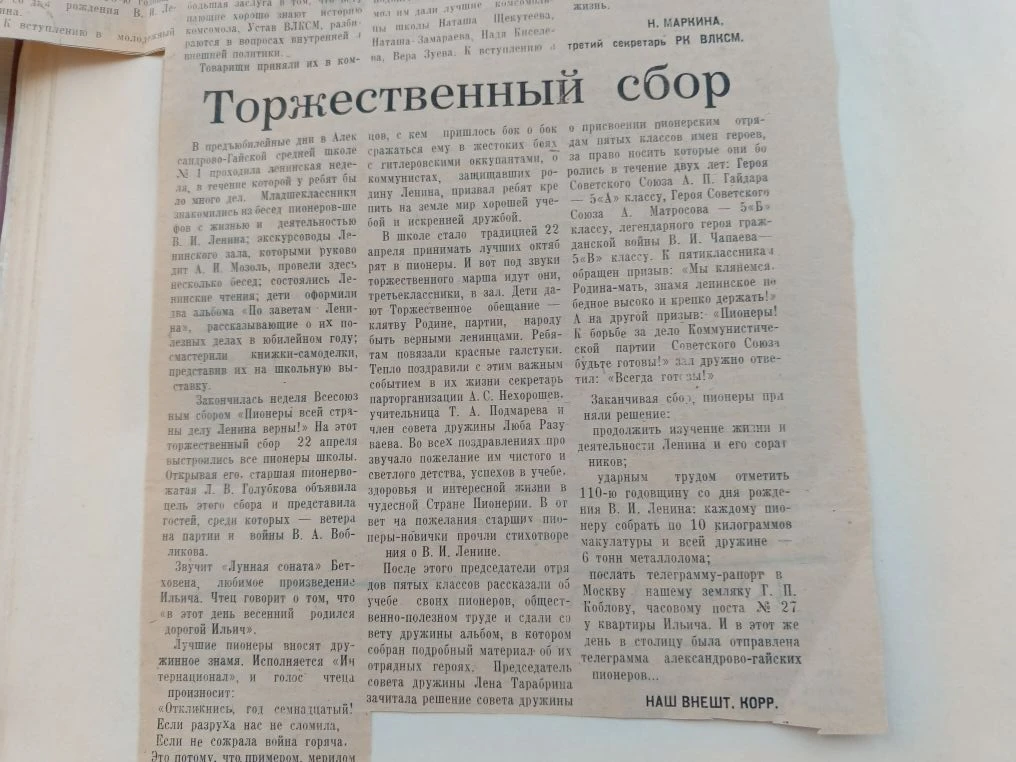 рождения В. И. Ле-
нина.
К вступлению в молодежный
большая заслуга в том, что
пающие хорошо знают историю
комсомола, Устав ВЛКСМ, разби-
раются в вопросах внутренней и
внешней политики.
Товарищи приняли их в ком-
мол им дали лучшие комсомол
цы школы Наташа Щекутеева,
Наташа Замараева, Надя Киселе-
ва, Вера Зуева. К вступлению
жизнь.
Н. МАРКИНА,
третий секретарь РК ВЛКСМ.
Торжественный сбор
В предъюбилейные дни в Алек
сандрово-Гайской средней школе
№ 1 проходила ленинская неде-
ля, в течение которой у ребят бы
ло много дел. Младшеклассники
знакомились из бесед пионеров-ше
фов с жизнью и деятельностью
В. И. Ленина; экскурсоводы Ле-
нинского зала, которыми руково
дит А. И. Мозоль, провели здесь
несколько бесед; состоялись Ле-
нинские чтения; дети оформили
два альбома «По заветам Лени-
на», рассказывающие о их по-
лезных делах в юбилейном году;
смастерили книжки-самоделки,
представив их на школьную вы-
ставку.
Закончилась неделя Всесоюз
ным сбором «Пионеры всей стра-
ны делу Ленина верны!» На этот
торжественный сбор 22 апреля
выстроились все пионеры школы.
Открывая его, старшая пионерво-
жатая Л. В. Голубкова объявила
цель этого сбора и представила
гостей, среди которых — ветера
на партии и войны В. А. Воб-
ликова.
Звучит «Лунная соната» Бет-
ховена, любимое произведение
Ильича. Чтец говорит о том, что
«в этот день весенний родился
дорогой Ильич».
Лучшие пионеры вносят дру-
жинное знамя. Исполняется «Ин
тернационал», и голос чтеца
произносит:
«Откликнись, год семнадцатый!
Если разруха нас не сломила,
Если не сожрала война горяча,
Это потому, что примером, мерилом
цов, с кем пришлось бок о бок
сражаться ему в жестоких боях
с гитлеровскими оккупантами, о
коммунистах, защищавших ро-
дину Ленина, призвал ребят кре
пить на земле мир хорошей уче-
бой и искренней дружбой.
В школе стало традицией 22
апреля принимать лучших октяб
рят в пионеры. И вот под звуки
торжественного марша идут они,
третьеклассники, в зал. Дети да-
ют Торжественное обещание —
клятву Родине, партии, народу
быть верными ленинцами. Ребя-
там повязали красные галстуки.
Тепло поздравили с этим важным
событием в их жизни секретарь
парторганизации А. С. Нехорошев,
учительница Т. А. Подмарева и
член совета дружины Люба Разу
ваева. Во всех поздравлениях про
звучало пожелание им чистого и
светлого детства, успехов в учебе,
здоровья и интересной жизни в
чудесной Стране Пионерии. В от
вет на пожелания старших пио-
неры-новички прочли стихотворе
ния о В. И. Ленине.
После этого председатели отря
дов пятых классов рассказали об
учебе своих пионеров, общест-
венно-полезном труде и сдали со
вету дружины альбом, в котором
собран подробный материал об их
отрядных героях. Председатель
совета дружины Лена Тарабрина
зачитала решение совета дружины
о присвоении пионерским отря-
дам пятых классов имен героев,
за право носить которые они бо
ролись в течение двух лет: Героя
Советского Союза А. П. Гайдара
— 5«А» классу, Героя Советского
Союза А. Матросова — 5«Б»
классу, легендарного героя граж-
данской войны В. И. Чапаева —
5«В» классу. К пятиклассникам
обращен призыв: «Мы клянемся,
Родина-мать, знамя ленинское по
бедное высоко и крепко держать!»
А на другой призыв: «Пионеры!
К борьбе за дело Коммунистиче-
ской партии Советского Союза
будьте готовы!» зал дружно отве-
тил: «Всегда готовы!»
Заканчивая сбор, пионеры при
няли решение:
продолжить изучение жизни и
деятельности Ленина и его сорат
ников;
ударным трудом отметить
110-ю годовщину со дня рожде-
ния В. И. Ленина: каждому пио-
неру собрать по 10 килограммов
макулатуры и всей дружине —
6 тонн металлолома;
послать телеграмму-рапорт в
Москву нашему земляку Г. П.
Коблову, часовому поста № 27
у квартиры Ильича. И в этот же
день в столицу была отправлена
телеграмма александрово-гайских
пионеров...
НАШ ВНЕШТ. КОРР.